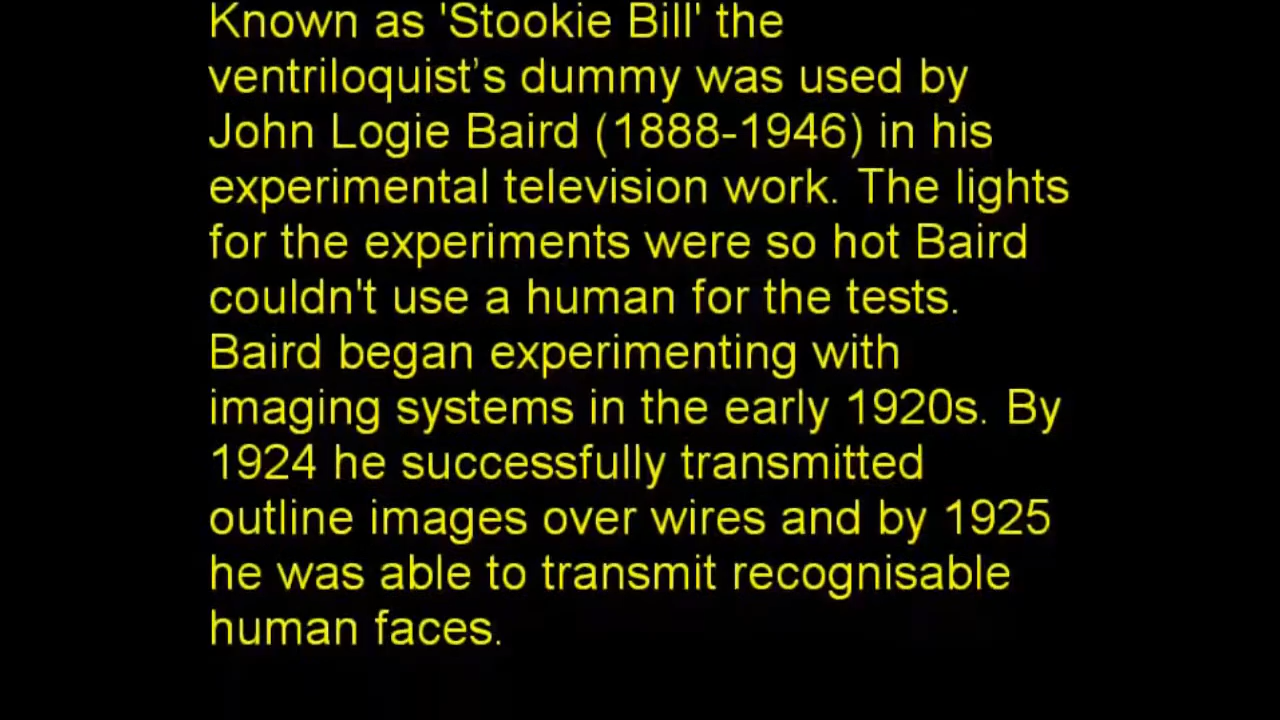 Known as 'Stookie Bill' the
ventriloquist’s dummy was used by
John Logie Baird (1888-1946) in his
experimental television work. The lights
for the experiments were so hot Baird
couldn't use a human for the tests.
Baird began experimenting with
imaging systems in the early 1920s. By
1924 he successfully transmitted
outline images over wires and by 1925
he was able to transmit recognisable
human faces.